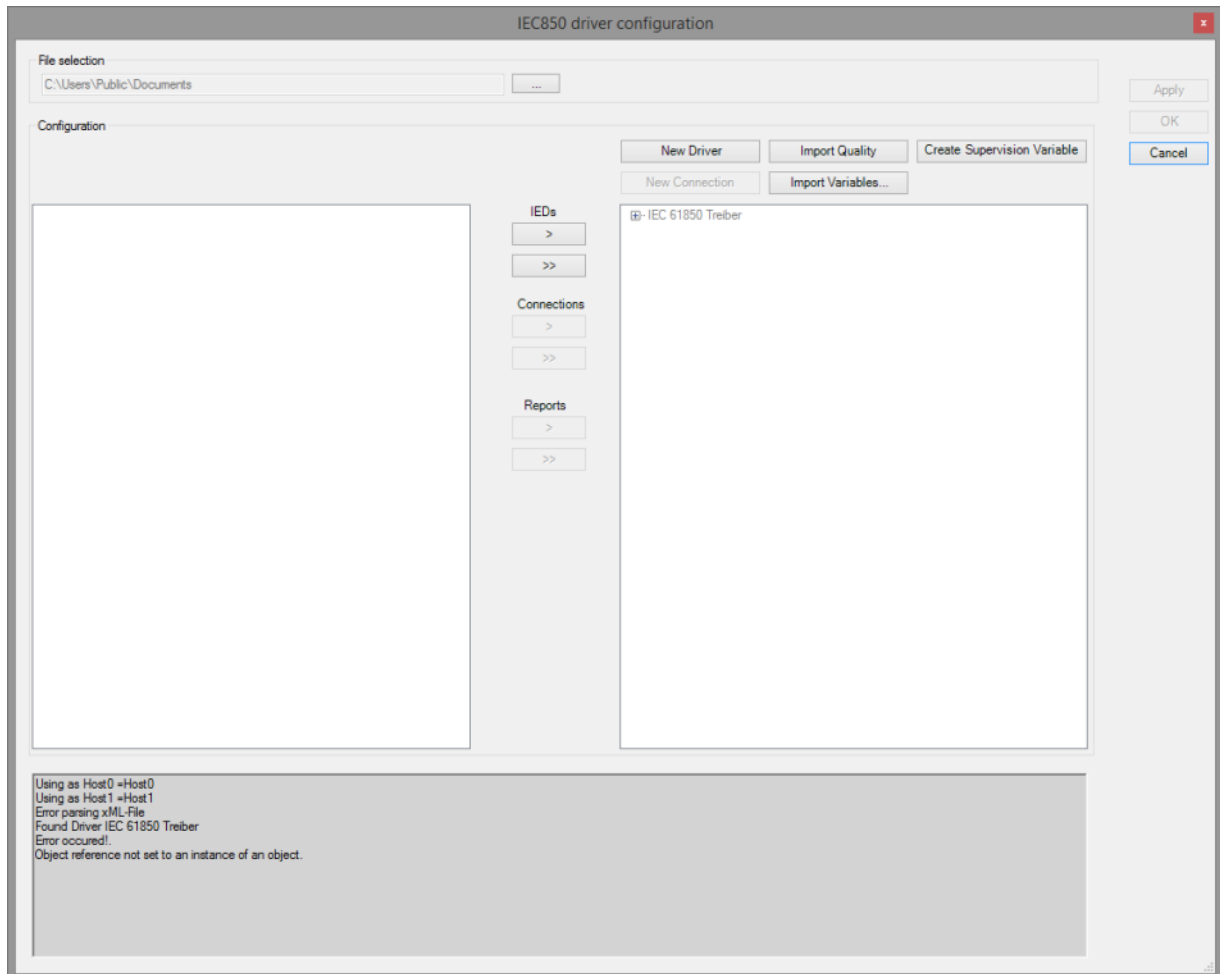 IEC850 driver configuration
x
File selection
C:\Users\Public\Documents
...
Apply
Configuration
OK
New Driver
Import Quality
Create Supervision Variable
Cancel
New Connection
Import Variables...
IEDs
>
>>
Connections
>
>>
Reports
>
>>
IEC 61850 Treiber
Using as Host0 =Host0
Using as Host1 =Host1
Error parsing xML-File
Found Driver IEC 61850 Treiber
Error occured!.
Object reference not set to an instance of an object.